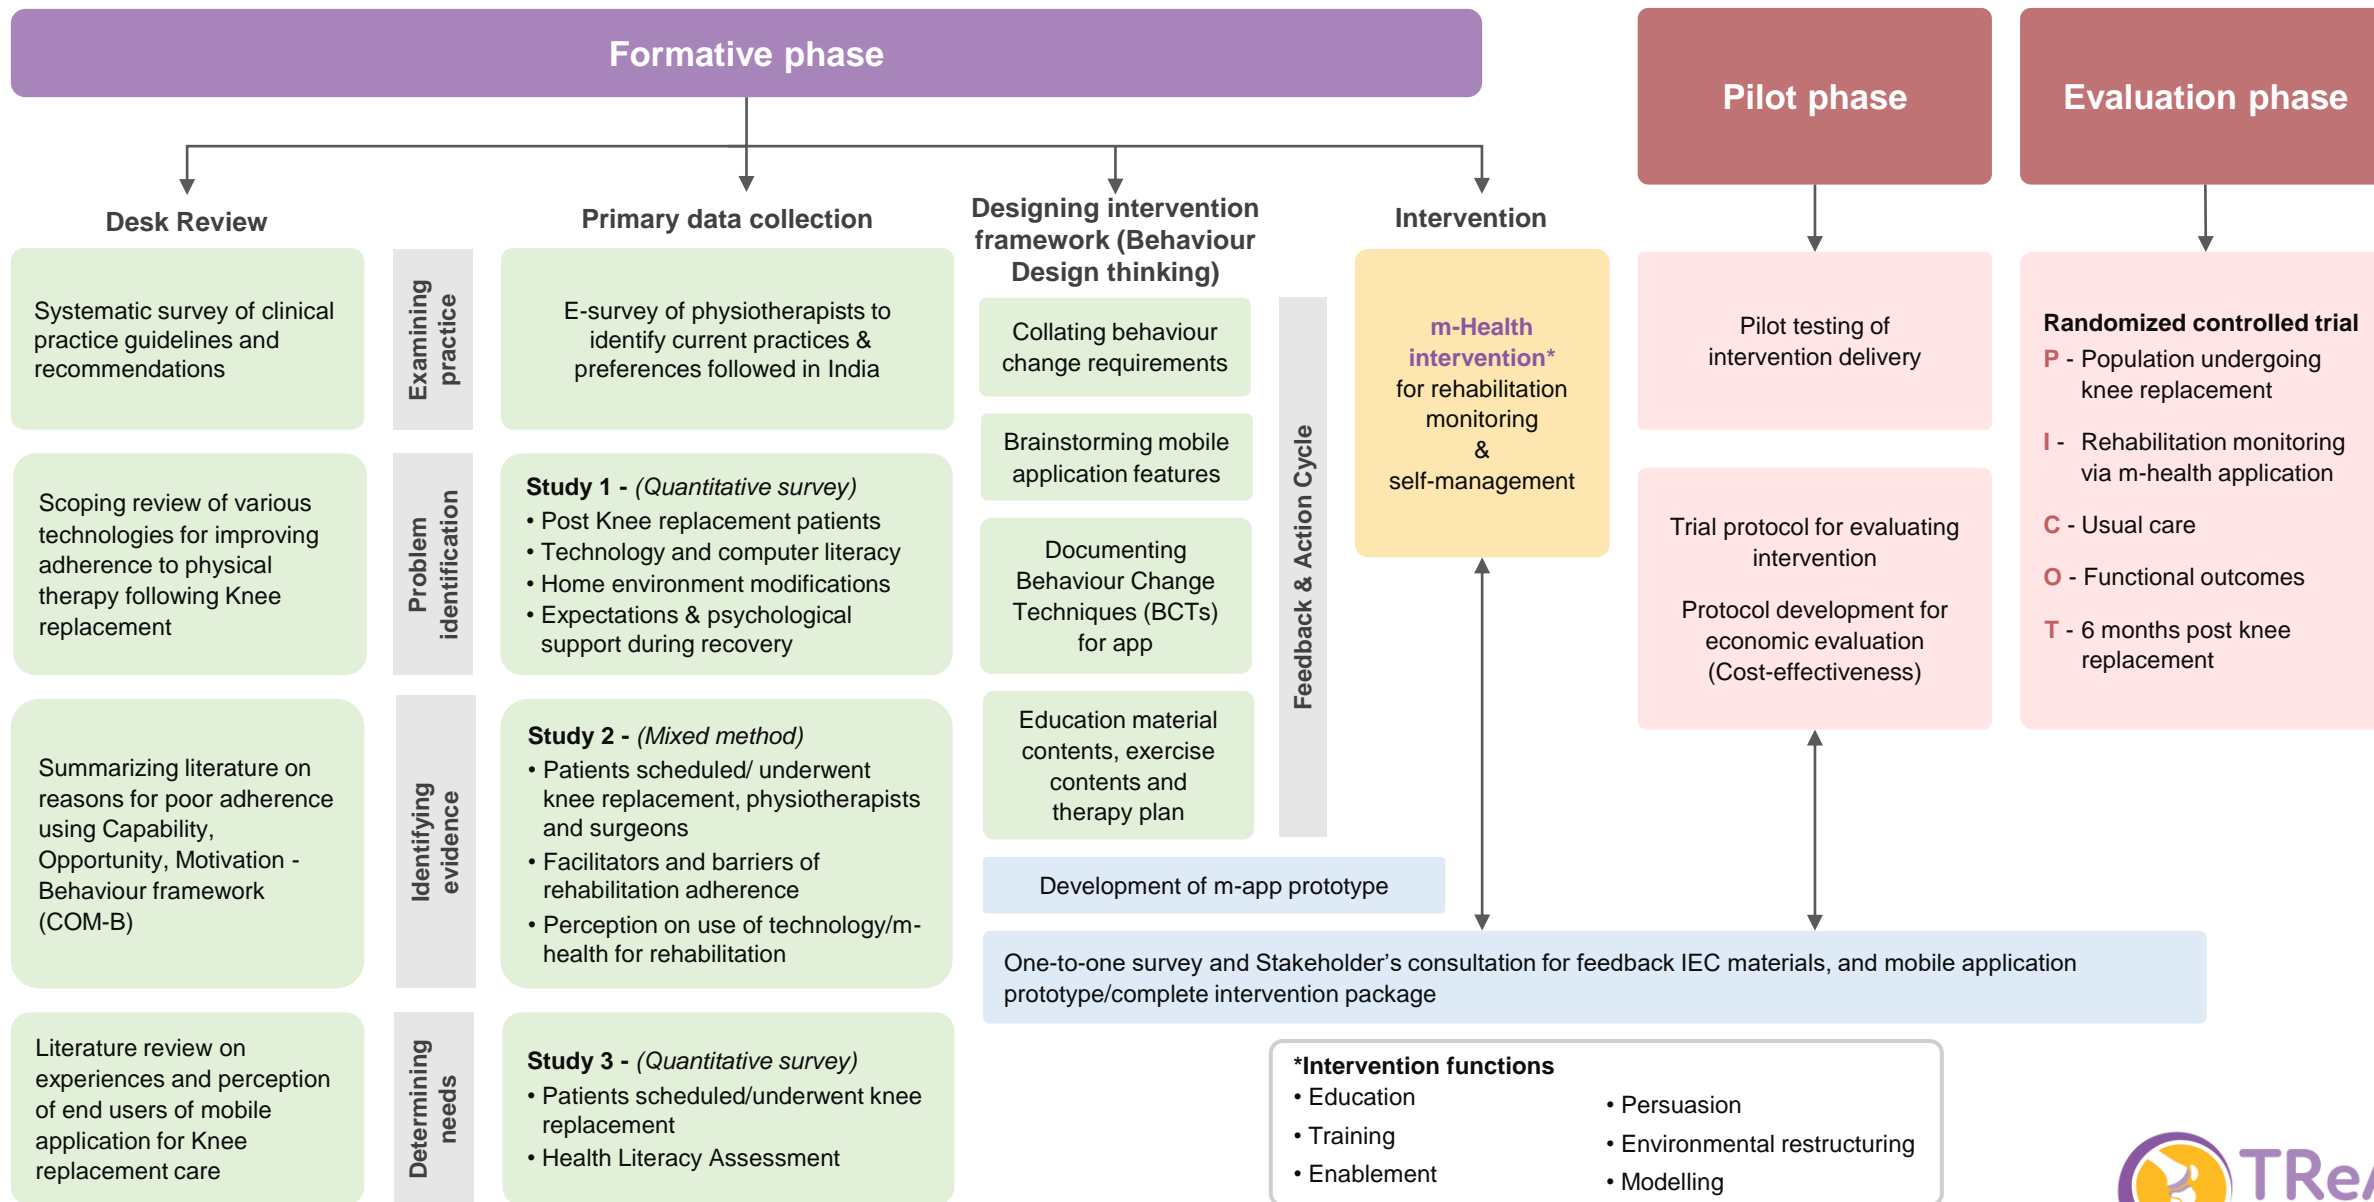 Formative phase
Pilot phase
Evaluation phase
Desk Review
Systematic survey of clinical
practice guidelines and
recommendations
Scoping review of various
technologies for improving
adherence to physical
therapy following Knee
replacement
Summarizing literature on
reasons for poor adherence
using Capability,
Opportunity, Motivation -
Behaviour framework
(COM-B)
Literature review on
experiences and perception
of end users of mobile
application for Knee
replacement care
Examining
practice
Problem
identification
Identifying
evidence
Determining
needs
Primary data collection
E-survey of physiotherapists to
identify current practices &
preferences followed in India
Study 1 - (Quantitative survey)
• Post Knee replacement patients
• Technology and computer literacy
• Home environment modifications
• Expectations & psychological
support during recovery
Study 2 - (Mixed method)
• Patients scheduled/ underwent
knee replacement, physiotherapists
and surgeons
• Facilitators and barriers of
rehabilitation adherence
• Perception on use of technology/m-
health for rehabilitation
Study 3 - (Quantitative survey)
• Patients scheduled/underwent knee
replacement
• Health Literacy Assessment
Designing intervention
framework (Behaviour
Design thinking)
Collating behaviour
change requirements
Brainstorming mobile
application features
Documenting
Behaviour Change
Techniques (BCTs)
for app
Education material
contents, exercise
contents and
therapy plan
Feedback & Action Cycle
Development of m-app prototype
Intervention
m-Health
intervention*
for rehabilitation
monitoring
&
self-management
One-to-one survey and Stakeholder’s consultation for feedback IEC materials, and mobile application
prototype/complete intervention package
*Intervention functions
• Education
• Training
• Enablement
• Persuasion
• Environmental restructuring
• Modelling
Pilot testing of
intervention delivery
Trial protocol for evaluating
intervention
Protocol development for
economic evaluation
(Cost-effectiveness)
Randomized controlled trial
P - Population undergoing
knee replacement
I - Rehabilitation monitoring
via m-health application
C - Usual care
O - Functional outcomes
T - 6 months post knee
replacement